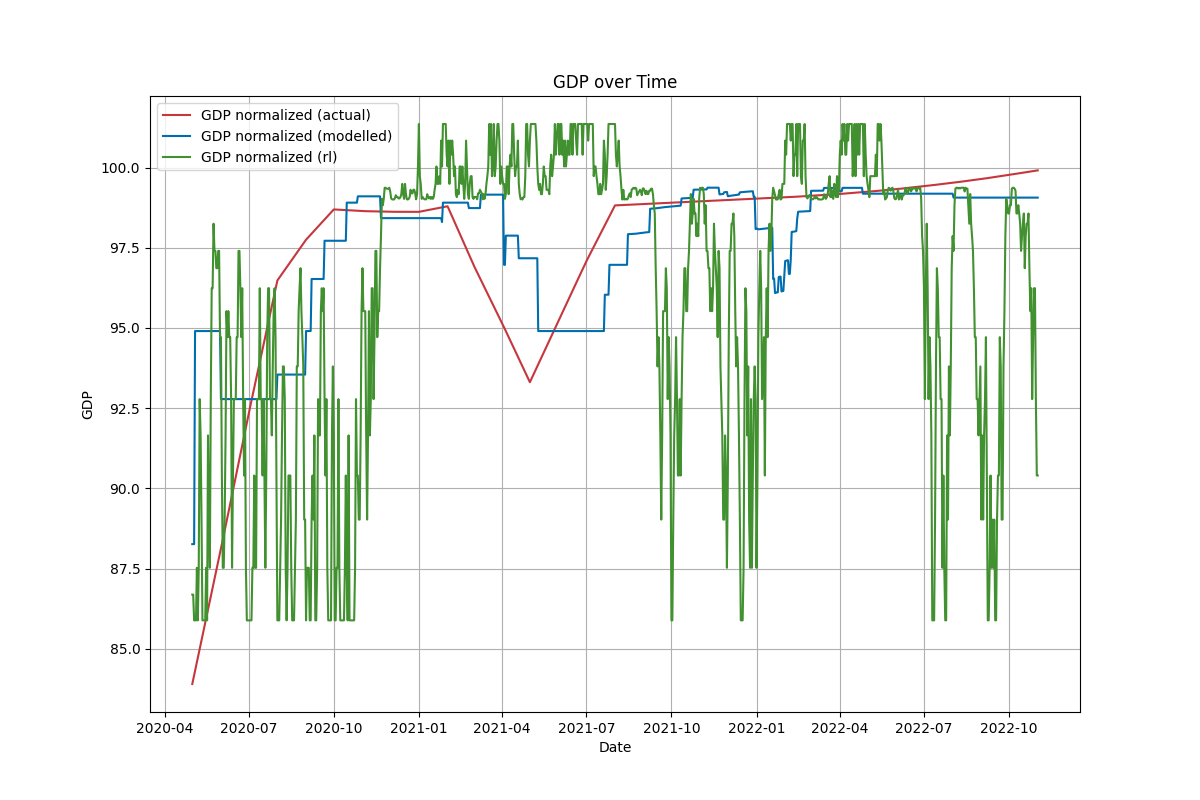 GDP over Time
GDP normalized (actual)
GDP normalized (modelled)
GDP normalized (rl)
GDP
100.0
97.5
95.0
92.5
90.0
87.5
85.0
2020-04 2020-07 2020-10 2021-01 2021-04 2021-07 2021-10 2022-01 2022-04 2022-07 2022-10
Date